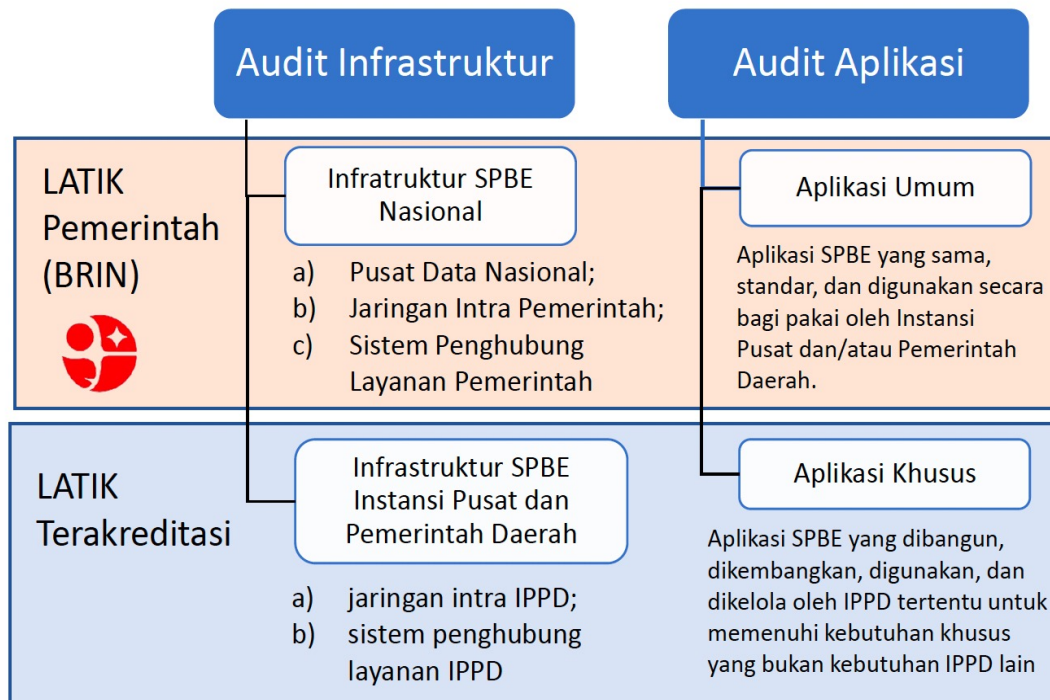 Audit Infrastruktur
Audit Aplikasi
LATIK
Pemerintah
(BRIN)
Infratruktur SPBE
Nasional
a) Pusat Data Nasional;
b) Jaringan Intra Pemerintah;
c) Sistem Penghubung
Layanan Pemerintah
Aplikasi Umum
Aplikasi SPBE yang sama,
standar, dan digunakan secara
bagi pakai oleh Instansi
Pusat dan/atau Pemerintah
Daerah.
LATIK
Terakreditasi
Infrastruktur SPBE
Instansi Pusat dan
Pemerintah Daerah
a) jaringan intra IPPD;
b) sistem penghubung
layanan IPPD
Aplikasi Khusus
Aplikasi SPBE yang dibangun,
dikembangkan, digunakan, dan
dikelola oleh IPPD tertentu untuk
memenuhi kebutuhan khusus
yang bukan kebutuhan IPPD lain